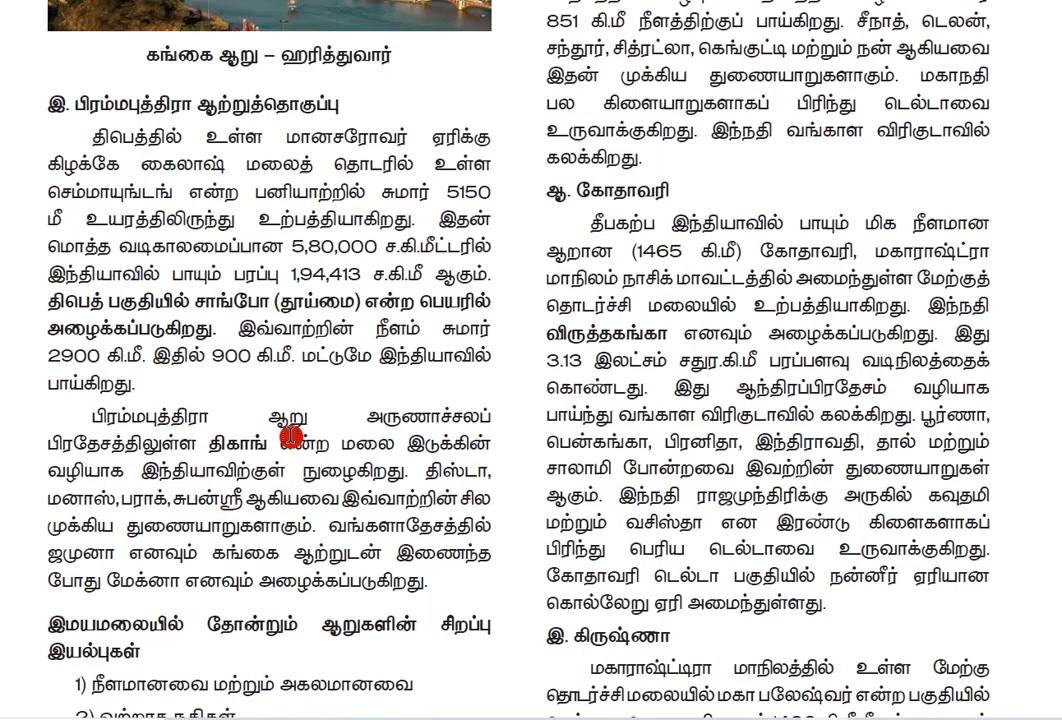 கங்கை ஆறு – ஹரித்துவார்
இ. பிரம்மபுத்திரா ஆற்றுத்தொகுப்பு
திபெத்தில் உள்ள மானசரோவர் ஏரிக்கு
கிழக்கே கைலாஷ் மலைத் தொடரில் உள்ள
செம்மாயுங்டங் என்ற பனியாற்றில் சுமார் 5150
மீ உயரத்திலிருந்து உற்பத்தியாகிறது. இதன்
மொத்த வடிகாலமைப்பான 5,80,000 ச.கி.மீட்டரில்
இந்தியாவில் பாயும் பரப்பு 1,94,413 ச.கி.மீ ஆகும்.
திபெத் பகுதியில் சாங்போ (தூய்மை) என்ற பெயரில்
அழைக்கப்படுகிறது. இவ்வாற்றின் நீளம் சுமார்
2900 கி.மீ. இதில் 900 கி.மீ. மட்டுமே இந்தியாவில்
பாய்கிறது.
பிரம்மபுத்திரா ஆறு அருணாச்சலப்
பிரதேசத்திலுள்ள திகாங் என்ற மலை இடுக்கின்
வழியாக இந்தியாவிற்குள் நுழைகிறது. திஸ்டா,
மனாஸ், பராக், சுபன்ஸ்ரீ ஆகியவை இவ்வாற்றின் சில
முக்கிய துணையாறுகளாகும். வங்களாதேசத்தில்
ஜமுனா எனவும் கங்கை ஆற்றுடன் இணைந்த
போது மேக்னா எனவும் அழைக்கப்படுகிறது.
இமயமலையில் தோன்றும் ஆறுகளின் சிறப்பு
இயல்புகள்
1) நீளமானவை மற்றும் அகலமானவை
2) வற்றாத நதிகள்
851 கி.மீ நீளத்திற்குப் பாய்கிறது. சீநாத், டெலன்,
சந்தூர், சித்ரட்லா, கெங்குட்டி மற்றும் நன் ஆகியவை
இதன் முக்கிய துணையாறுகளாகும். மகாநதி
பல கிளையாறுகளாகப் பிரிந்து டெல்டாவை
உருவாக்குகிறது. இந்நதி வங்காள விரிகுடாவில்
கலக்கிறது.
ஆ. கோதாவரி
தீபகற்ப இந்தியாவில் பாயும் மிக நீளமான
ஆறான (1465 கி.மீ) கோதாவரி, மகாராஷ்ட்ரா
மாநிலம் நாசிக் மாவட்டத்தில் அமைந்துள்ள மேற்குத்
தொடர்ச்சி மலையில் உற்பத்தியாகிறது. இந்நதி
விருத்தகங்கா எனவும் அழைக்கப்படுகிறது. இது
3.13 இலட்சம் சதுர.கி.மீ பரப்பளவு வடிநிலத்தைக்
கொண்டது. இது ஆந்திரப்பிரதேசம் வழியாக
பாய்ந்து வங்காள விரிகுடாவில் கலக்கிறது. பூர்ணா,
பென்கங்கா, பிரனிதா, இந்திராவதி, தால் மற்றும்
சாலாமி போன்றவை இவற்றின் துணையாறுகள்
ஆகும். இந்நதி ராஜமுந்திரிக்கு அருகில் கவுதமி
மற்றும் வசிஸ்தா என இரண்டு கிளைகளாகப்
பிரிந்து பெரிய டெல்டாவை உருவாக்குகிறது.
கோதாவரி டெல்டா பகுதியில் நன்னீர் ஏரியான
கொல்லேறு ஏரி அமைந்துள்ளது.
இ. கிருஷ்ணா
மகாராஷ்ட்டிரா மாநிலத்தில் உள்ள மேற்கு
தொடர்ச்சி மலையில் மகா பலேஷ்வர் என்ற பகுதியில்